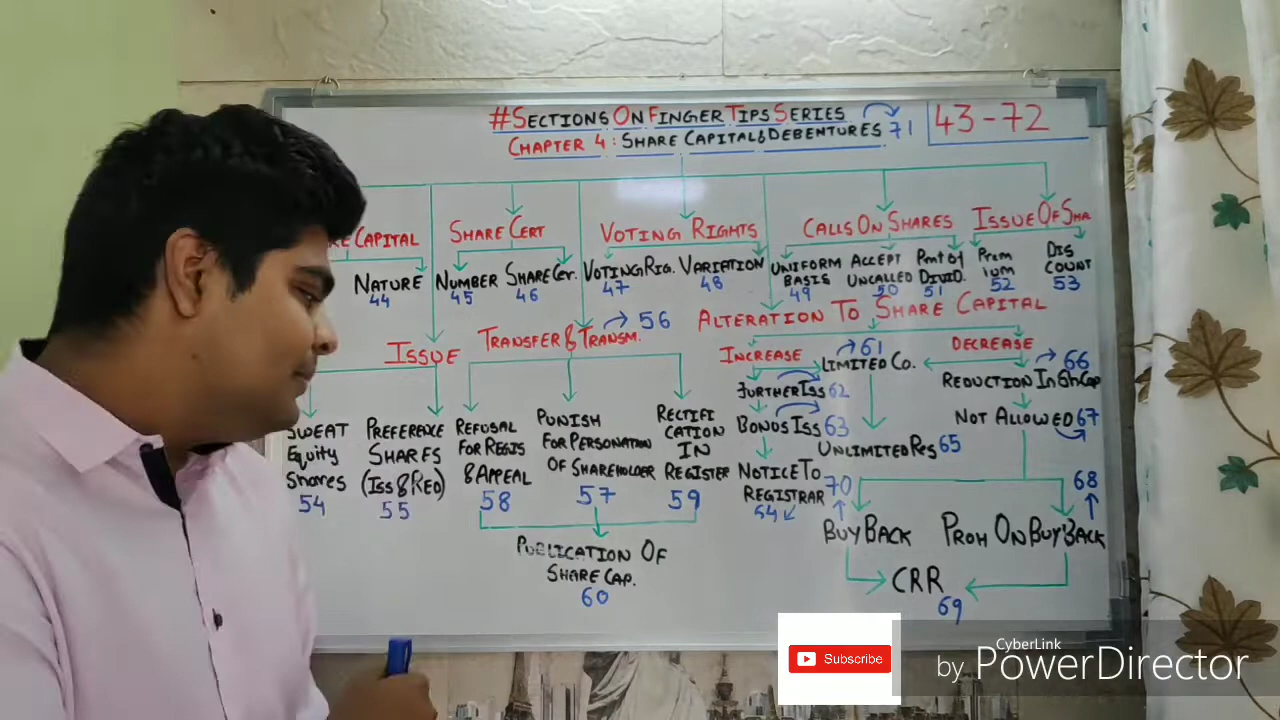 #SECTIONS ON FINGER TIPS SERIES
CHAPTER 4 : SHARE CAPITAL & DEBENTURES 71
43-72
RE CAPITAL
NATURE
44
SHARE CERT
NUMBER
45
SHARE CER.
46
VOTING RIGHTS
VOTING RIG.
47
VARIATION
48
CALLS ON SHARES
UNIFORM
BASIS
49
ACCEPT
UNCALLED
50
Pmnt of
DIVID.
51
ISSUE OF SHA
Prem
ium
52
DIS
COUNT
53
ISSUE
SWEAT
Equity
Shares
54
PREFERENCE
SHARES
(ISS & RED)
55
TRANSFER & TRANSM. 56
REFUSAL
FOR REGIS
& APPEAL
58
PUNISH
FOR PERSONATION
OF SHAREHOLDER
57
RECTIFI
CATION
IN
REGISTER
59
PUBLICATION OF
SHARE CAP.
60
ALTERATION TO SHARE CAPITAL
INCREASE
FURTHER ISS 62
BONUS ISS 63
NOTICE TO
REGISTRAR
64
61
LIMITED CO.
UNLIMITED RES 65
DECREASE
66
REDUCTION IN Sh Cap
NOT ALLOWED 67
70
BUY BACK
68
PROH ON BUY BACK
CRR
69
Subscribe
CyberLink
by PowerDirector